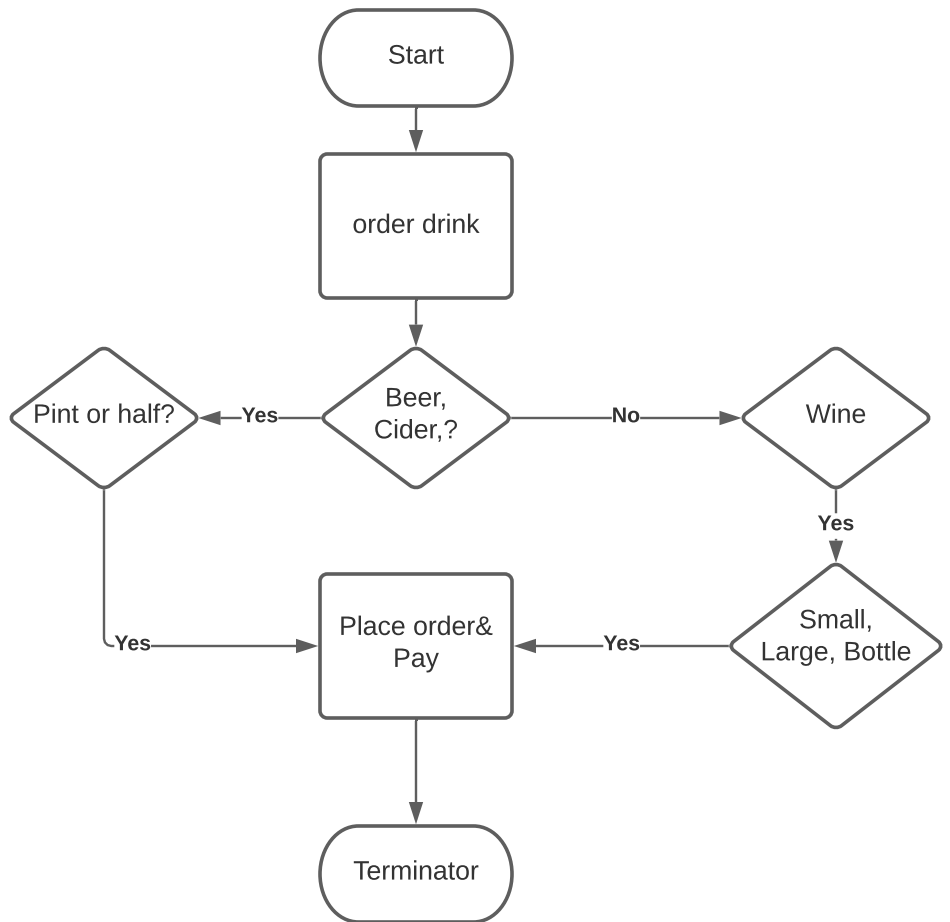 Start
order drink
Beer,
Cider,?
Yes
No
Pint or half?
Wine
Yes
Small,
Large, Bottle
Yes
Yes
Place order&
Pay
Terminator